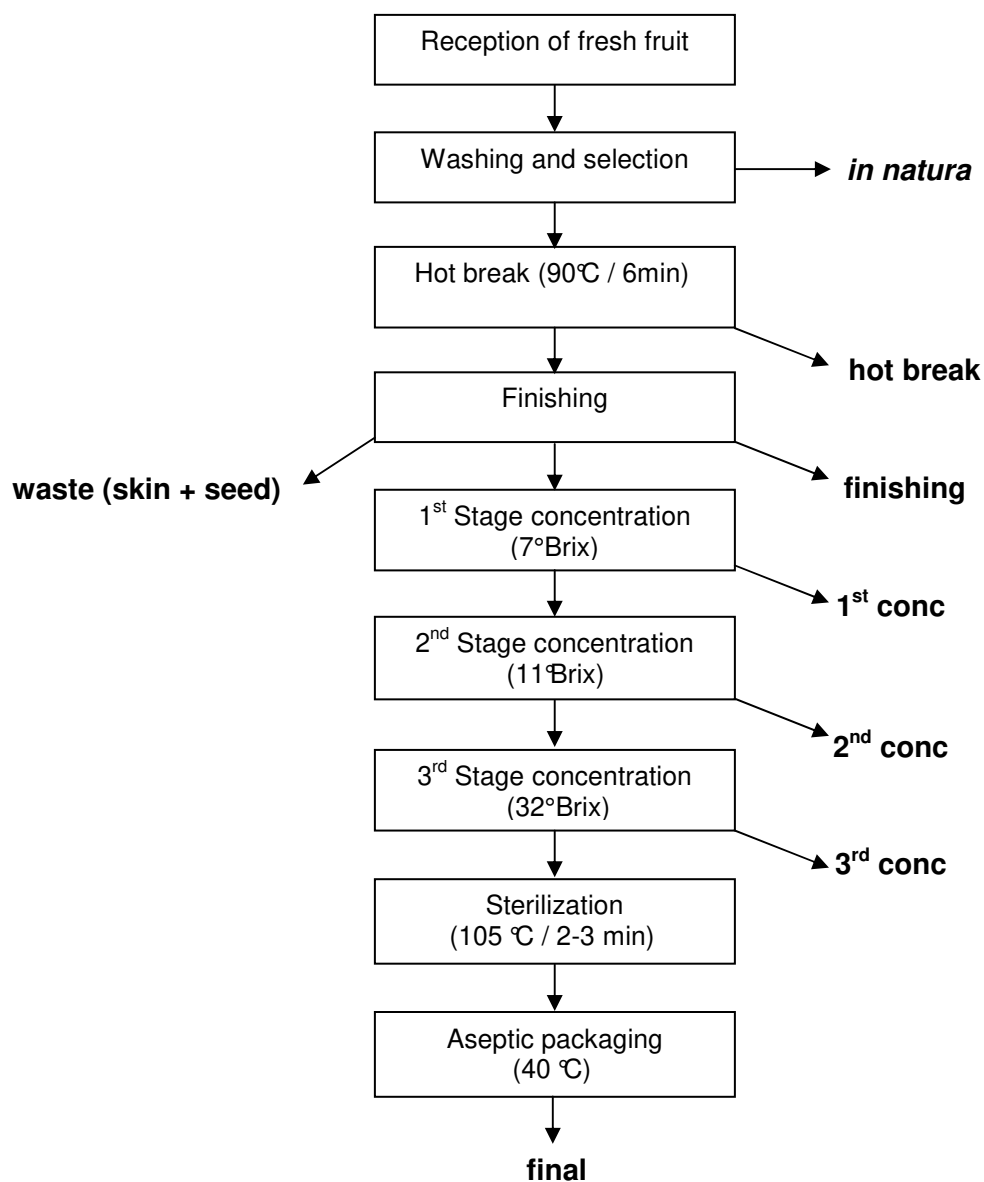 Reception of fresh fruit
Washing and selection
in natura
Hot break (90°C / 6min)
hot break
Finishing
waste (skin + seed)
finishing
1st Stage concentration
(7°Brix)
1st conc
2nd Stage concentration
(11°Brix)
2nd conc
3rd Stage concentration
(32°Brix)
3rd conc
Sterilization
(105 °C / 2-3 min)
Aseptic packaging
(40 °C)
final